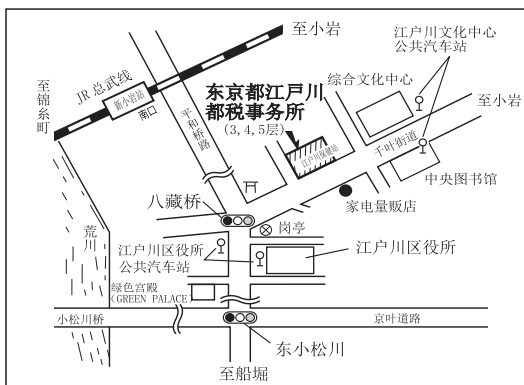 至小岩
江户川文化中心
公共汽车站
JR 总武线
新小岩站
南口
至锦糸町
平和桥路
东京都江戸川
都税事务所
(3,4,5层)
江户川保健站
综合文化中心
至小岩
千叶街道
中央图书馆
家电量贩店
八藏桥
岗亭
荒川
江户川区役所
公共汽车站
江户川区役所
绿色宫殿
(GREEN PALACE)
小松川桥
京叶道路
东小松川
至船堀